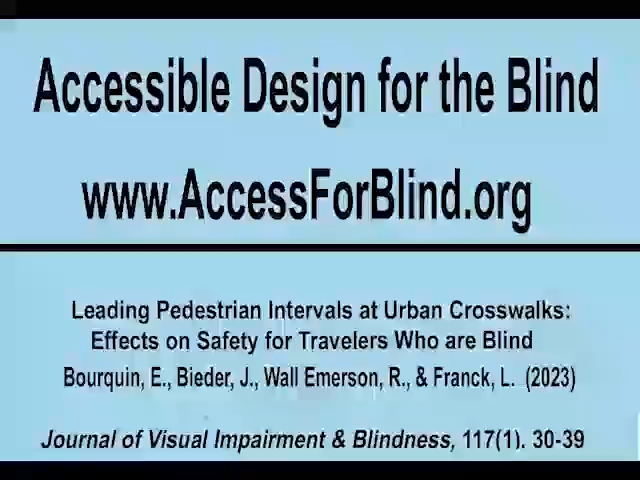 Accessible Design for the Blind
www.AccessForBlind.org
Leading Pedestrian Intervals at Urban Crosswalks:
Effects on Safety for Travelers Who are Blind
Bourquin, E., Bieder, J., Wall Emerson, R., & Franck, L. (2023)
Journal of Visual Impairment & Blindness, 117(1). 30-39